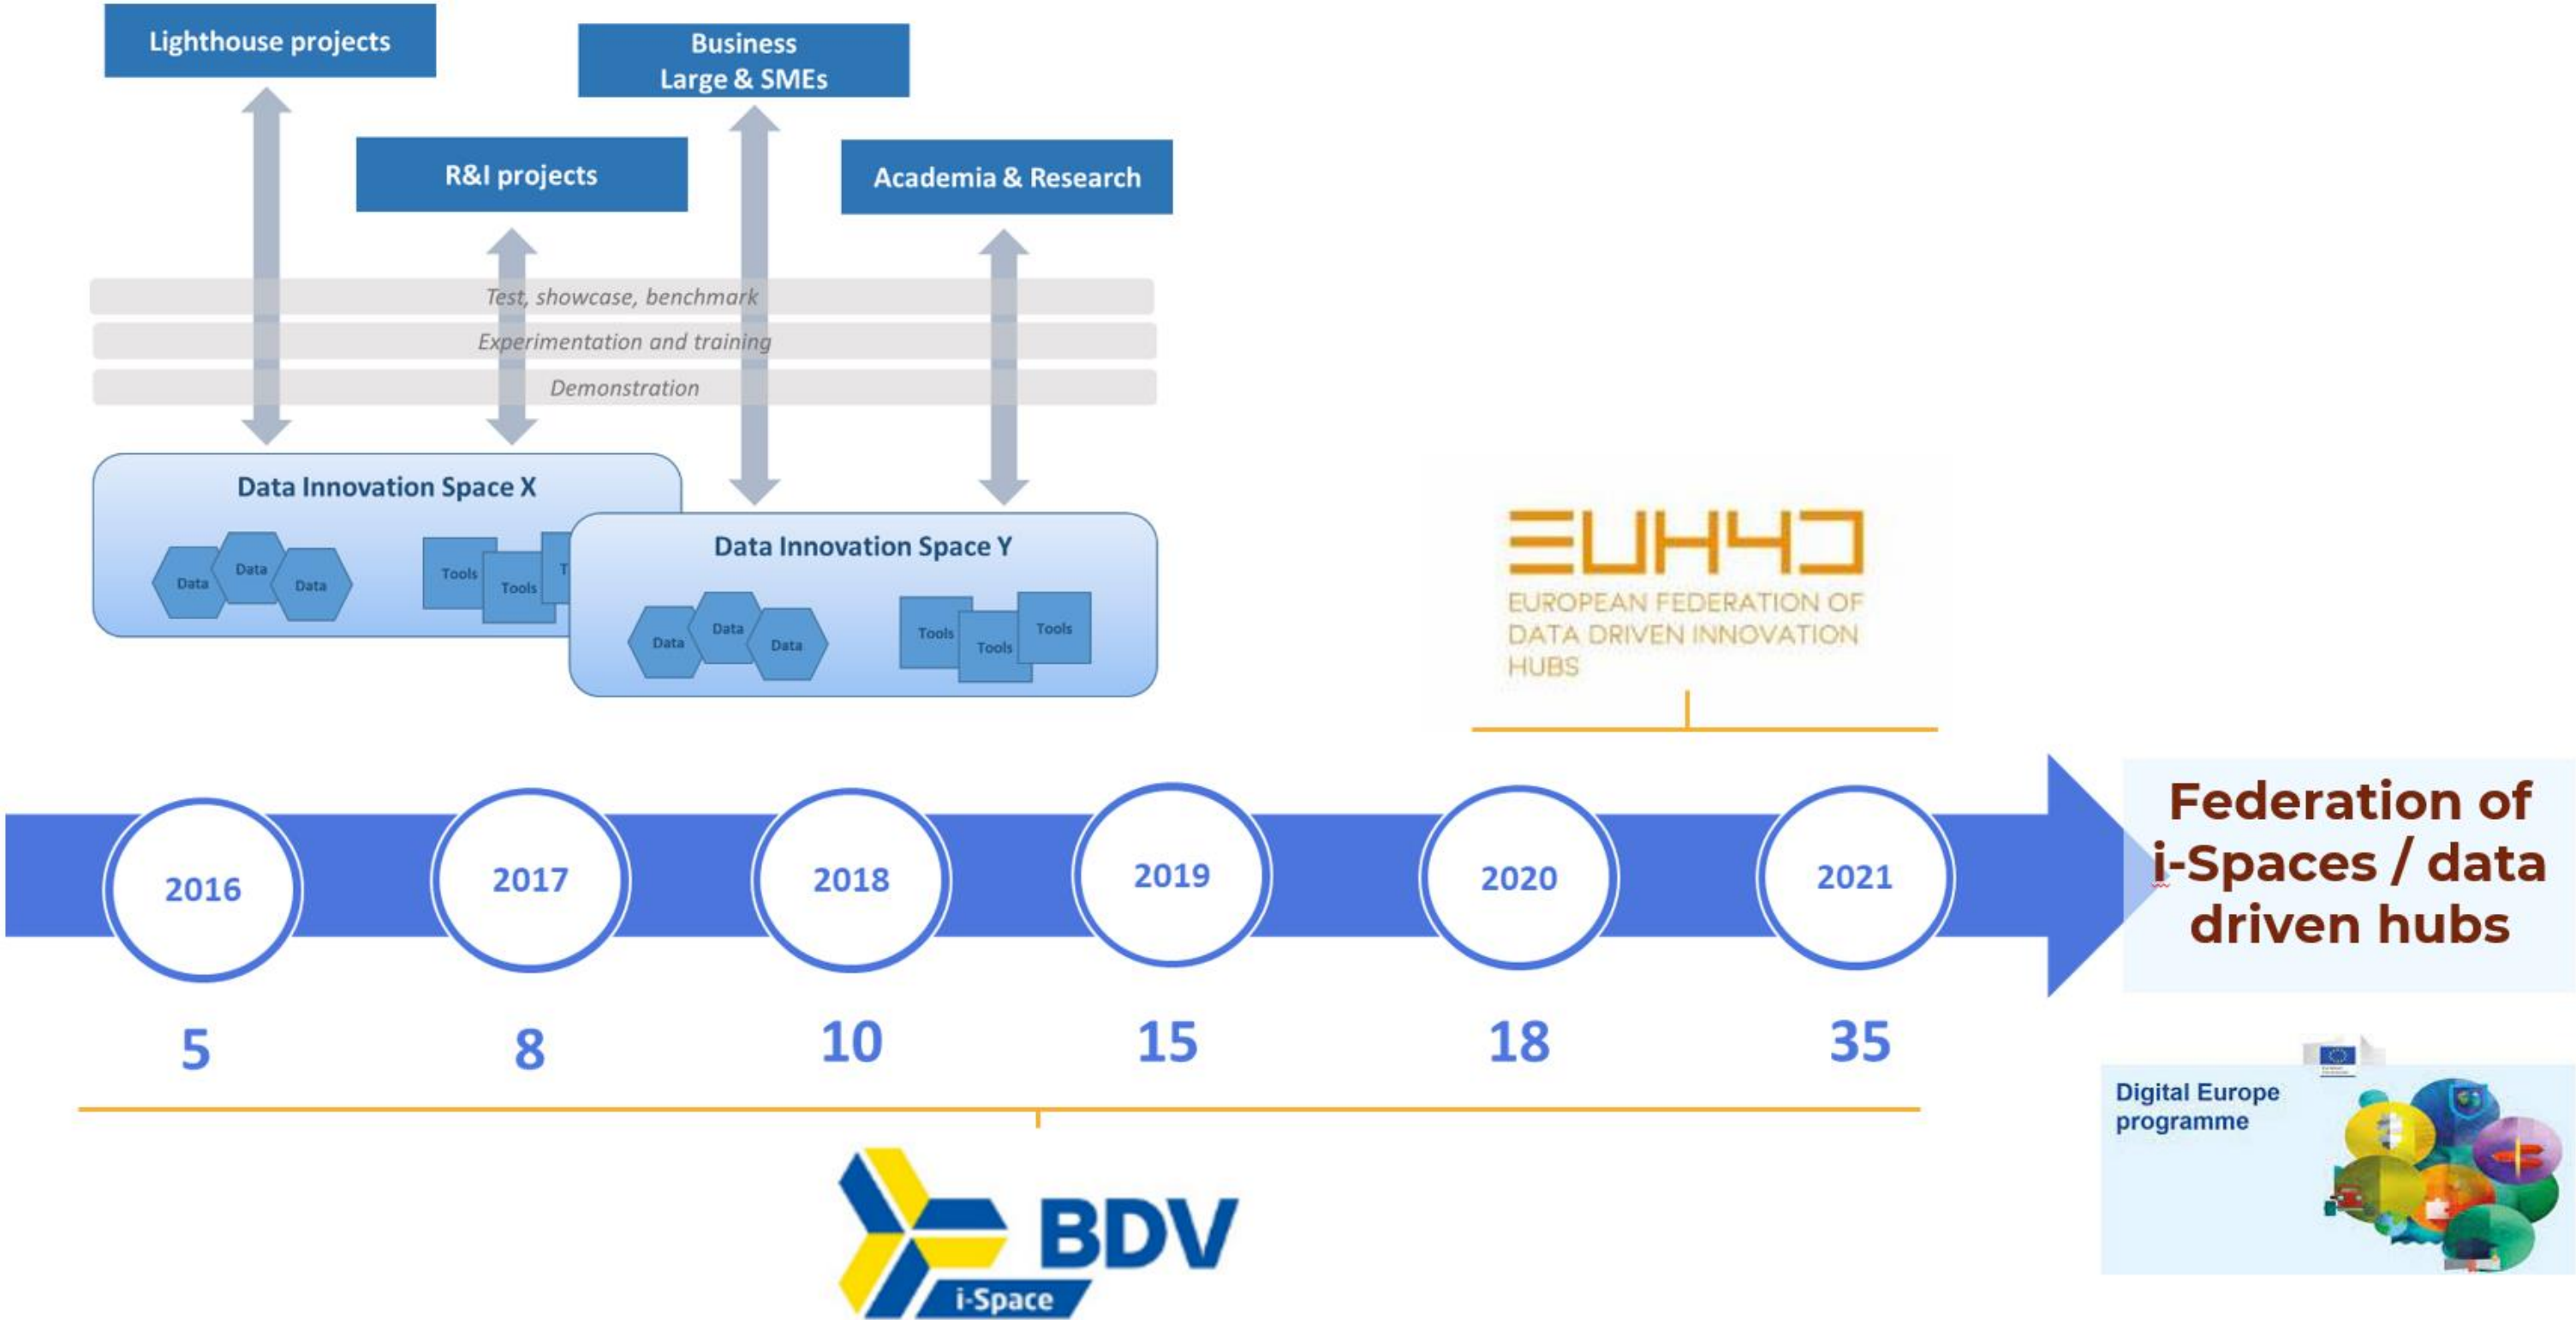 Lighthouse projects
Business
Large & SMEs
R&I projects
Academia & Research
Test, showcase, benchmark
Experimentation and training
Demonstration
Data Innovation Space X
Data
Data
Data
Tools
Tools
T
Data Innovation Space Y
Data
Data
Data
Tools
Tools
Tools
EUH4D
EUROPEAN FEDERATION OF
DATA DRIVEN INNOVATION
HUBS
2016
2017
2018
2019
2020
2021
Federation of
i-Spaces / data
driven hubs
5
8
10
15
18
35
Digital Europe
programme
BDV
i-Space